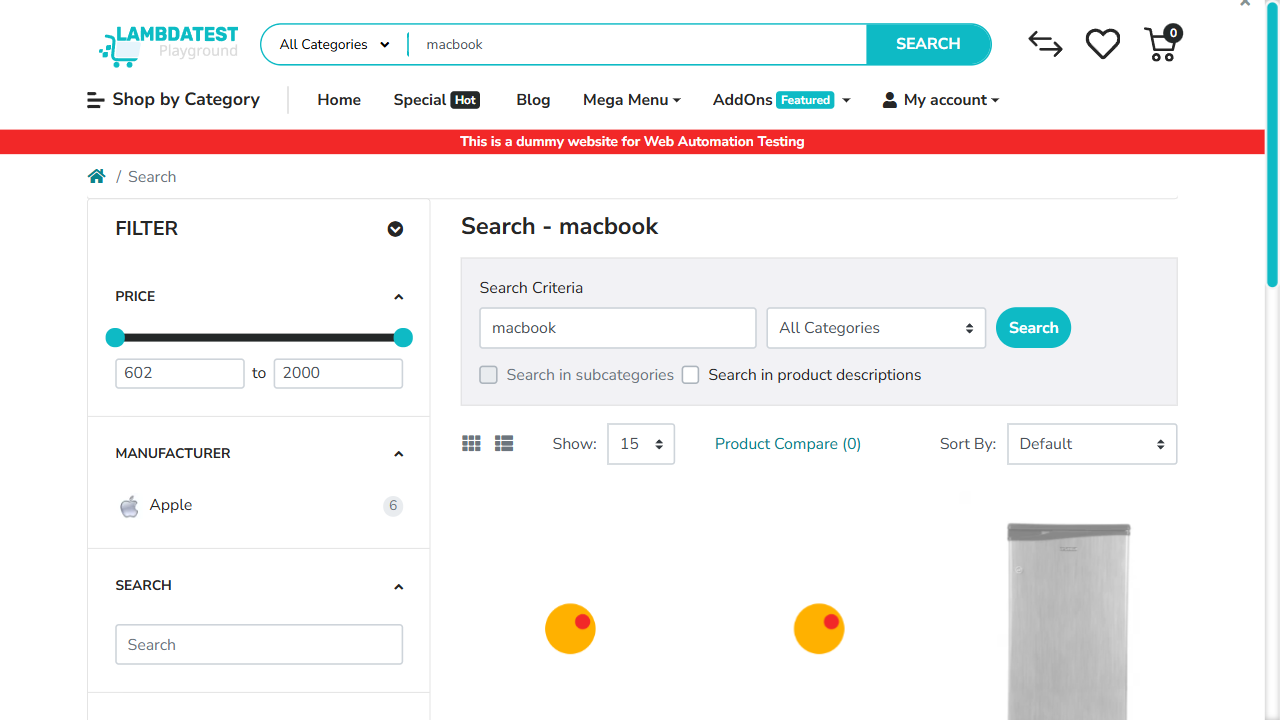 LAMBDATEST
Playground
All Categories
macbook
SEARCH
0
Shop by Category
Home
Special Hot
Blog
Mega Menu
AddOns Featured
My account
This is a dummy website for Web Automation Testing
/ Search
FILTER
PRICE
602 to 2000
MANUFACTURER
Apple 6
SEARCH
Search
Search - macbook
Search Criteria
macbook
All Categories
Search
Search in subcategories
Search in product descriptions
Show: 15
Product Compare (0)
Sort By: Default